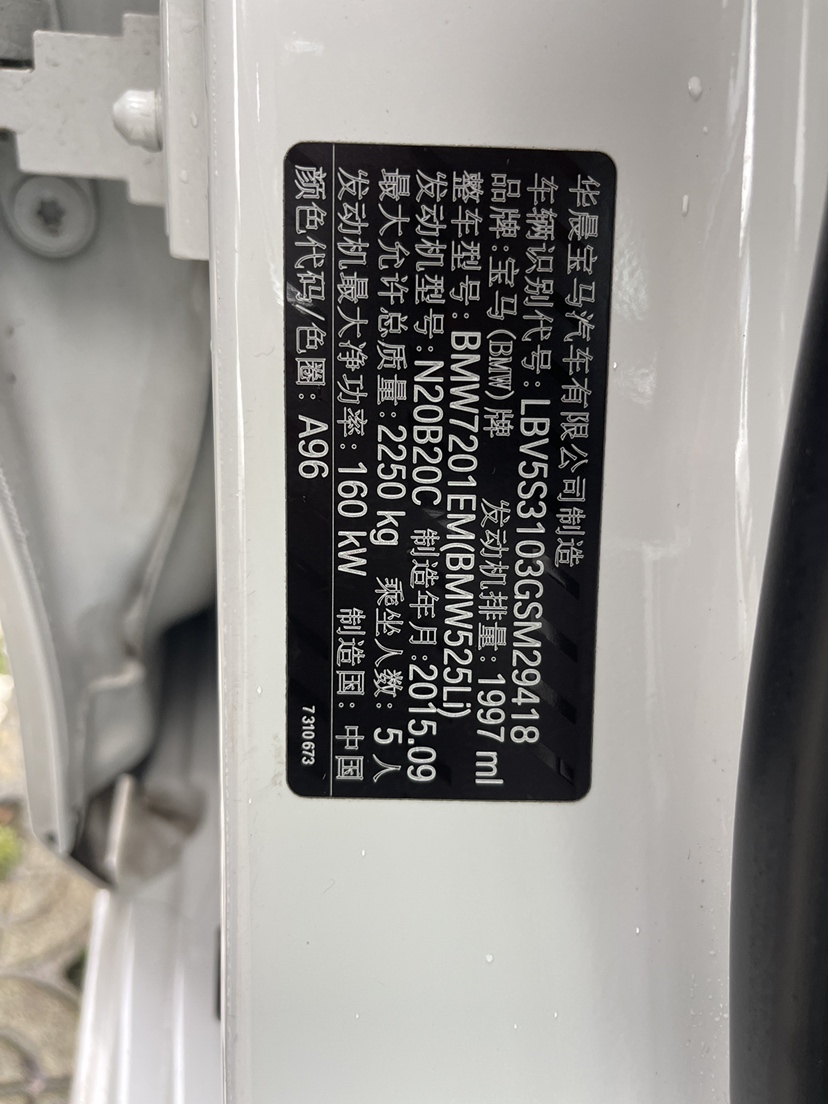 华晨宝马汽车有限公司制造
车辆识别代号：LBV5S3103GSM29418
品牌：宝马(BMW)牌 发动机排量：1997 ml
整车型号：BMW7201EM(BMW525Li)
发动机型号：N20B20C 制造年月：2015.09
最大允许总质量：2250 kg 乘坐人数：5 人
发动机最大净功率：160 kW 制造国：中国
颜色代码/色圈：A96
7 310 673